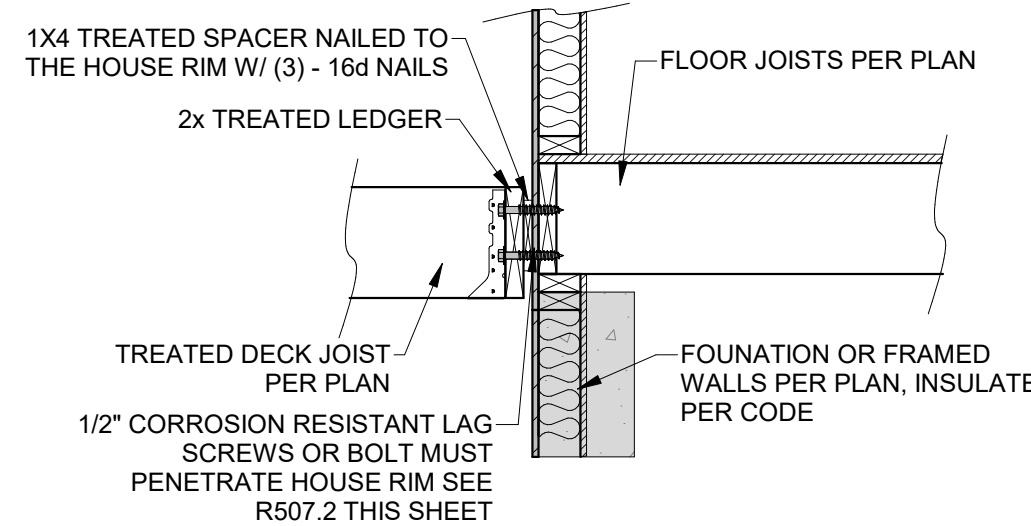 1X4 TREATED SPACER NAILED TO
THE HOUSE RIM W/ (3) - 16d NAILS
2x TREATED LEDGER
FLOOR JOISTS PER PLAN
TREATED DECK JOIST
PER PLAN
1/2" CORROSION RESISTANT LAG
SCREWS OR BOLT MUST
PENETRATE HOUSE RIM SEE
R507.2 THIS SHEET
FOUNATION OR FRAMED
WALLS PER PLAN, INSULATE
PER CODE